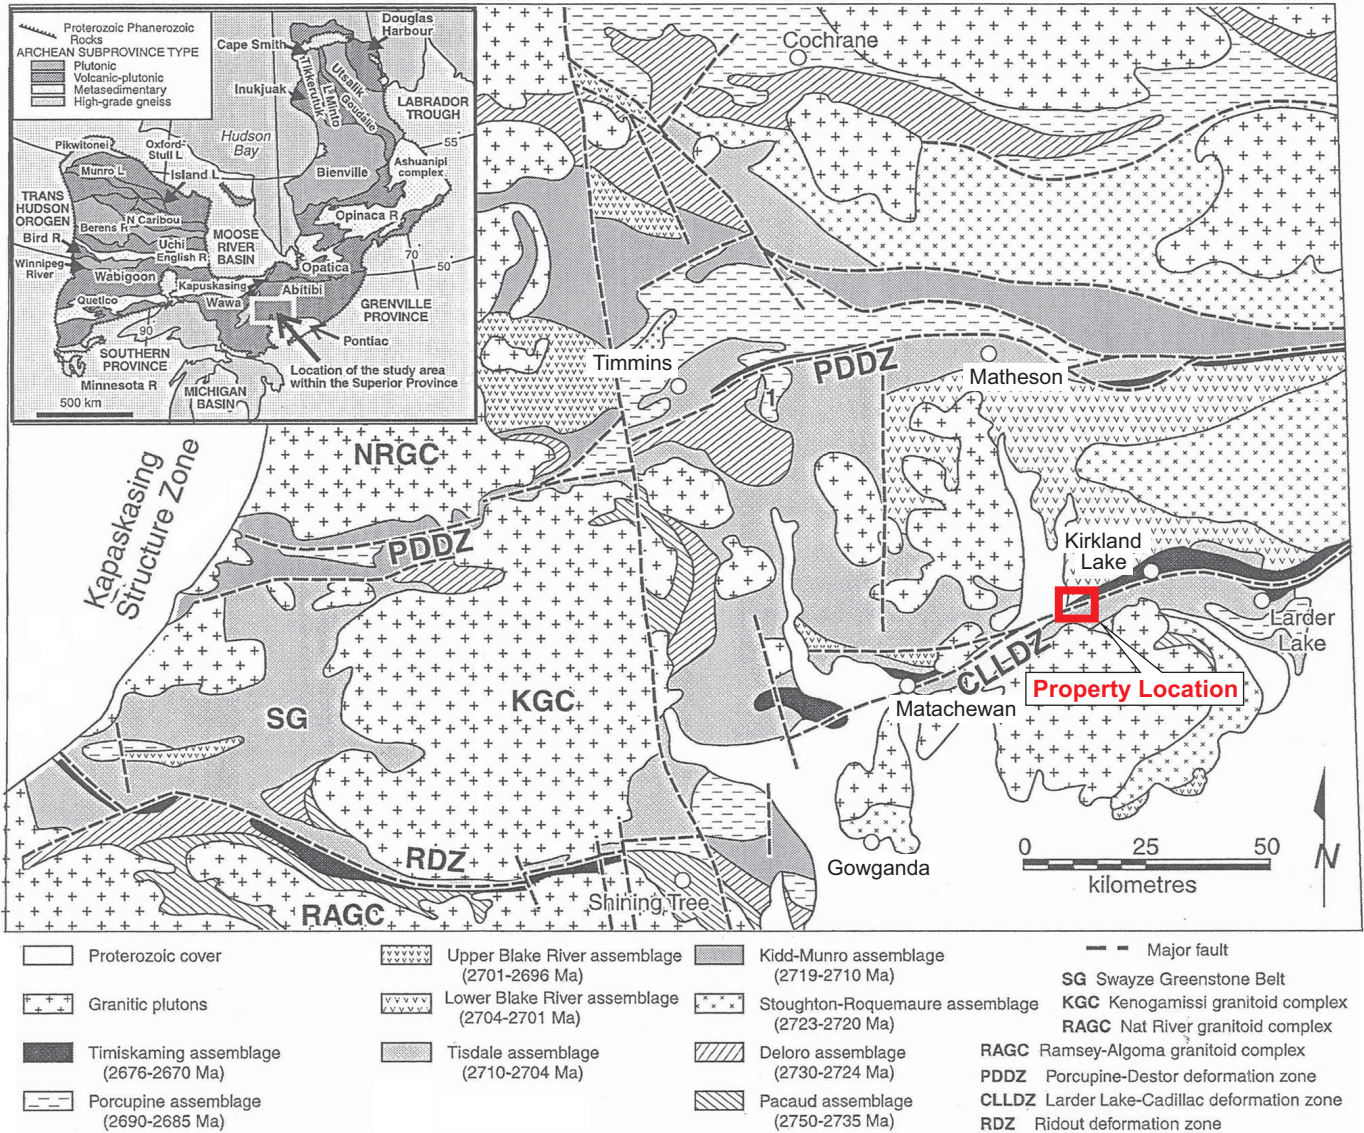 Proterozoic Phanerozoic
Rocks
ARCHEAN SUBPROVINCE TYPE
Plutonic
Volcanic-plutonic
Metasedimentary
High-grade gneiss
Cape Smith
Douglas
Harbour
Inukjuak
Tikkerutuk
L Minto
Utsalik
Goudalie
LABRADOR
TROUGH
Hudson
Bay
55
Pikwitonei
Oxford-
Stull L
Munro L
Island L
Bienville
Ashuanipi
complex
TRANS
HUDSON
OROGEN
N Caribou
Opinaca R
Berens R
Bird R
Uchi
MOOSE
RIVER
BASIN
English R
70
50
Winnipeg
River
Wabigoon
Opatica
Kapuskasing
Abitibi
Quetico
Wawa
GRENVILLE
PROVINCE
90
Pontiac
SOUTHERN
PROVINCE
Location of the study area
within the Superior Province
Minnesota R
MICHIGAN
BASIN
500 km
Cochrane
Timmins
PDDZ
Matheson
1
NRGC
Kapaskasing
Structure Zone
PDDZ
Kirkland
Lake
Larder
Lake
CLLDZ
Property Location
KGC
SG
Matachewan
RDZ
Gowganda
0 25 50
kilometres
N
Shining Tree
RAGC
Proterozoic cover
Granitic plutons
Timiskaming assemblage
(2676-2670 Ma)
Porcupine assemblage
(2690-2685 Ma)
Upper Blake River assemblage
(2701-2696 Ma)
Lower Blake River assemblage
(2704-2701 Ma)
Tisdale assemblage
(2710-2704 Ma)
Kidd-Munro assemblage
(2719-2710 Ma)
Stoughton-Roquemaure assemblage
(2723-2720 Ma)
Deloro assemblage
(2730-2724 Ma)
Pacaud assemblage
(2750-2735 Ma)
Major fault
SG Swayze Greenstone Belt
KGC Kenogamissi granitoid complex
RAGC Nat River granitoid complex
RAGC Ramsey-Algoma granitoid complex
PDDZ Porcupine-Destor deformation zone
CLLDZ Larder Lake-Cadillac deformation zone
RDZ Ridout deformation zone